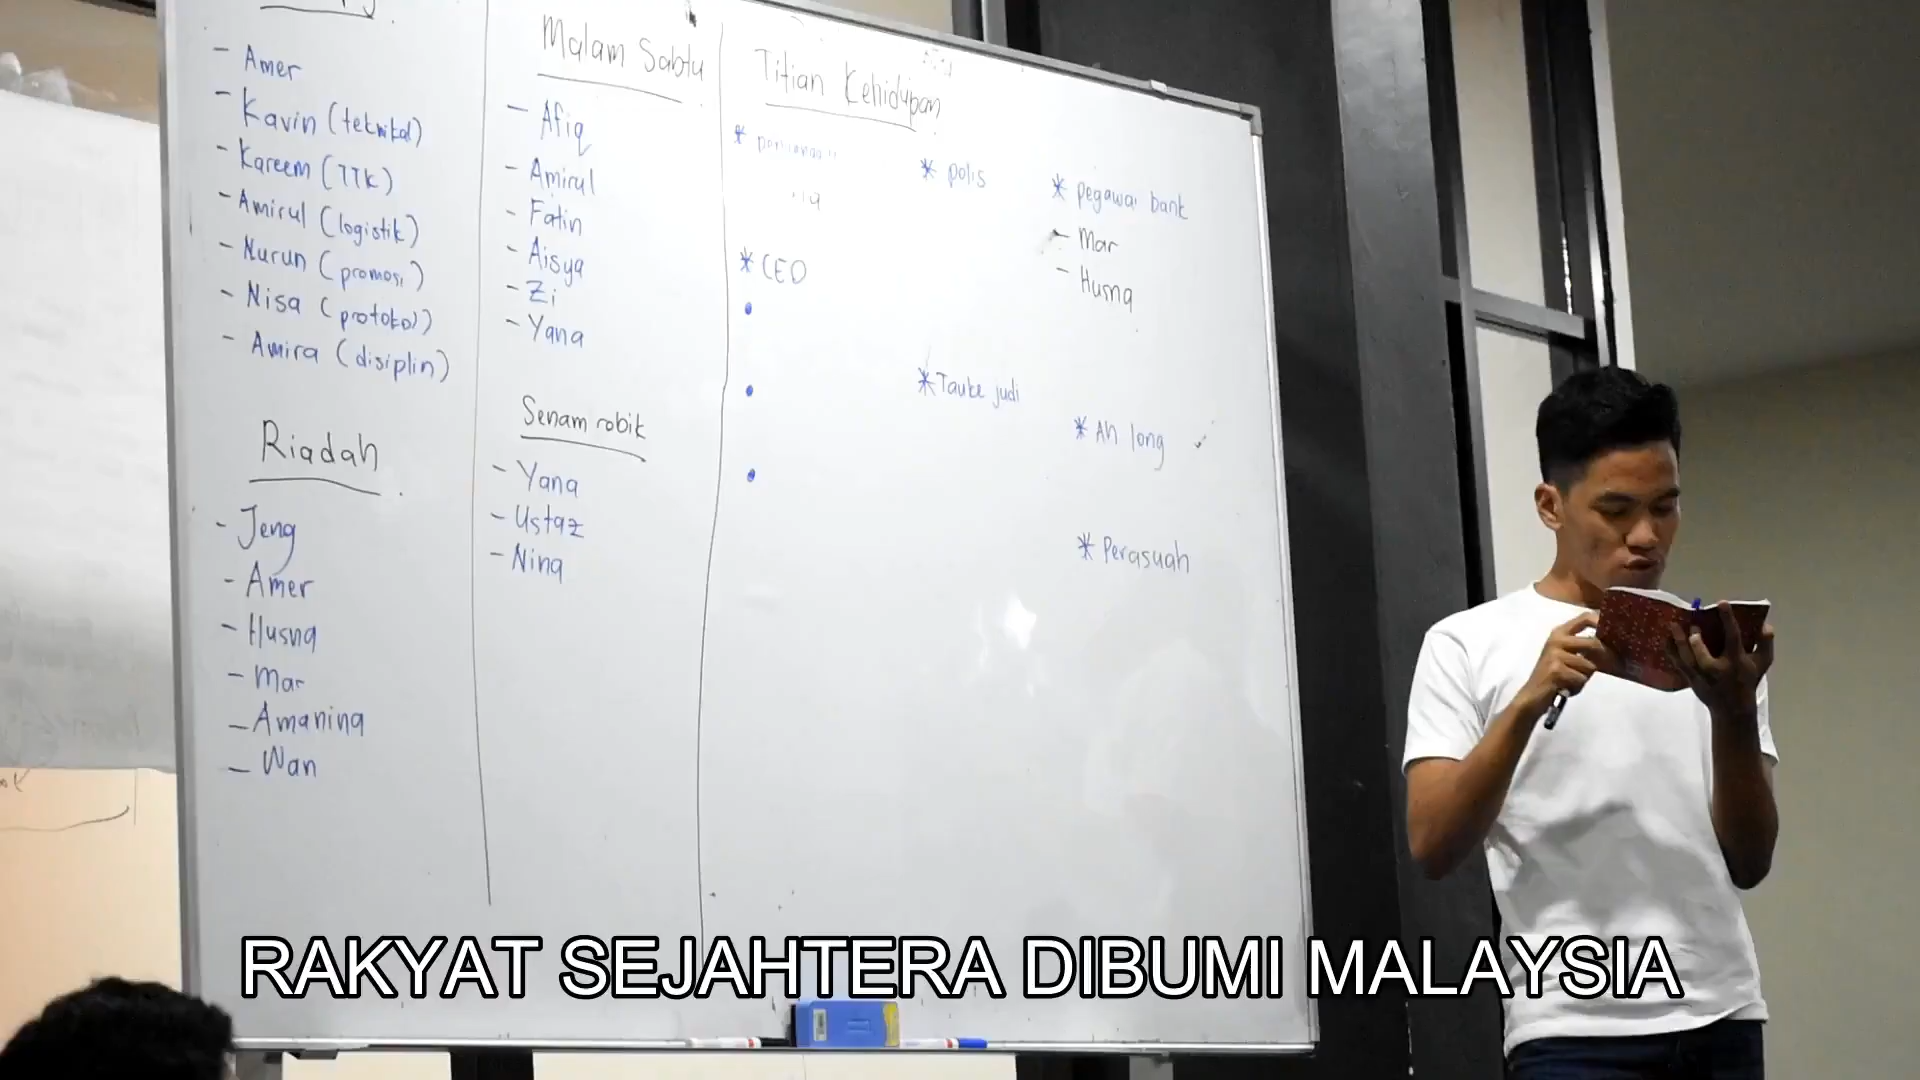 - Amer
- Kavin (teknikal)
- Kareem (TTK)
- Amirul (logistik)
- Nurun (promosi)
- Nisa (protokol)
- Amira (disiplin)
Riadah
- Jeng
- Amer
- Husna
- Mar
- Amanina
- Wan
Malam Sabtu
- Afiq
- Amirul
- Fatin
- Aisya
- Zi
- Yana
Senam robik
- Yana
- Ustaz
- Nina
Titian Kehidupan
* CEO
* polis
* Tauke judi
* pegawai bank
- Mar
- Husna
* Ah long
* Perasuah
RAKYAT SEJAHTERA DIBUMI MALAYSIA